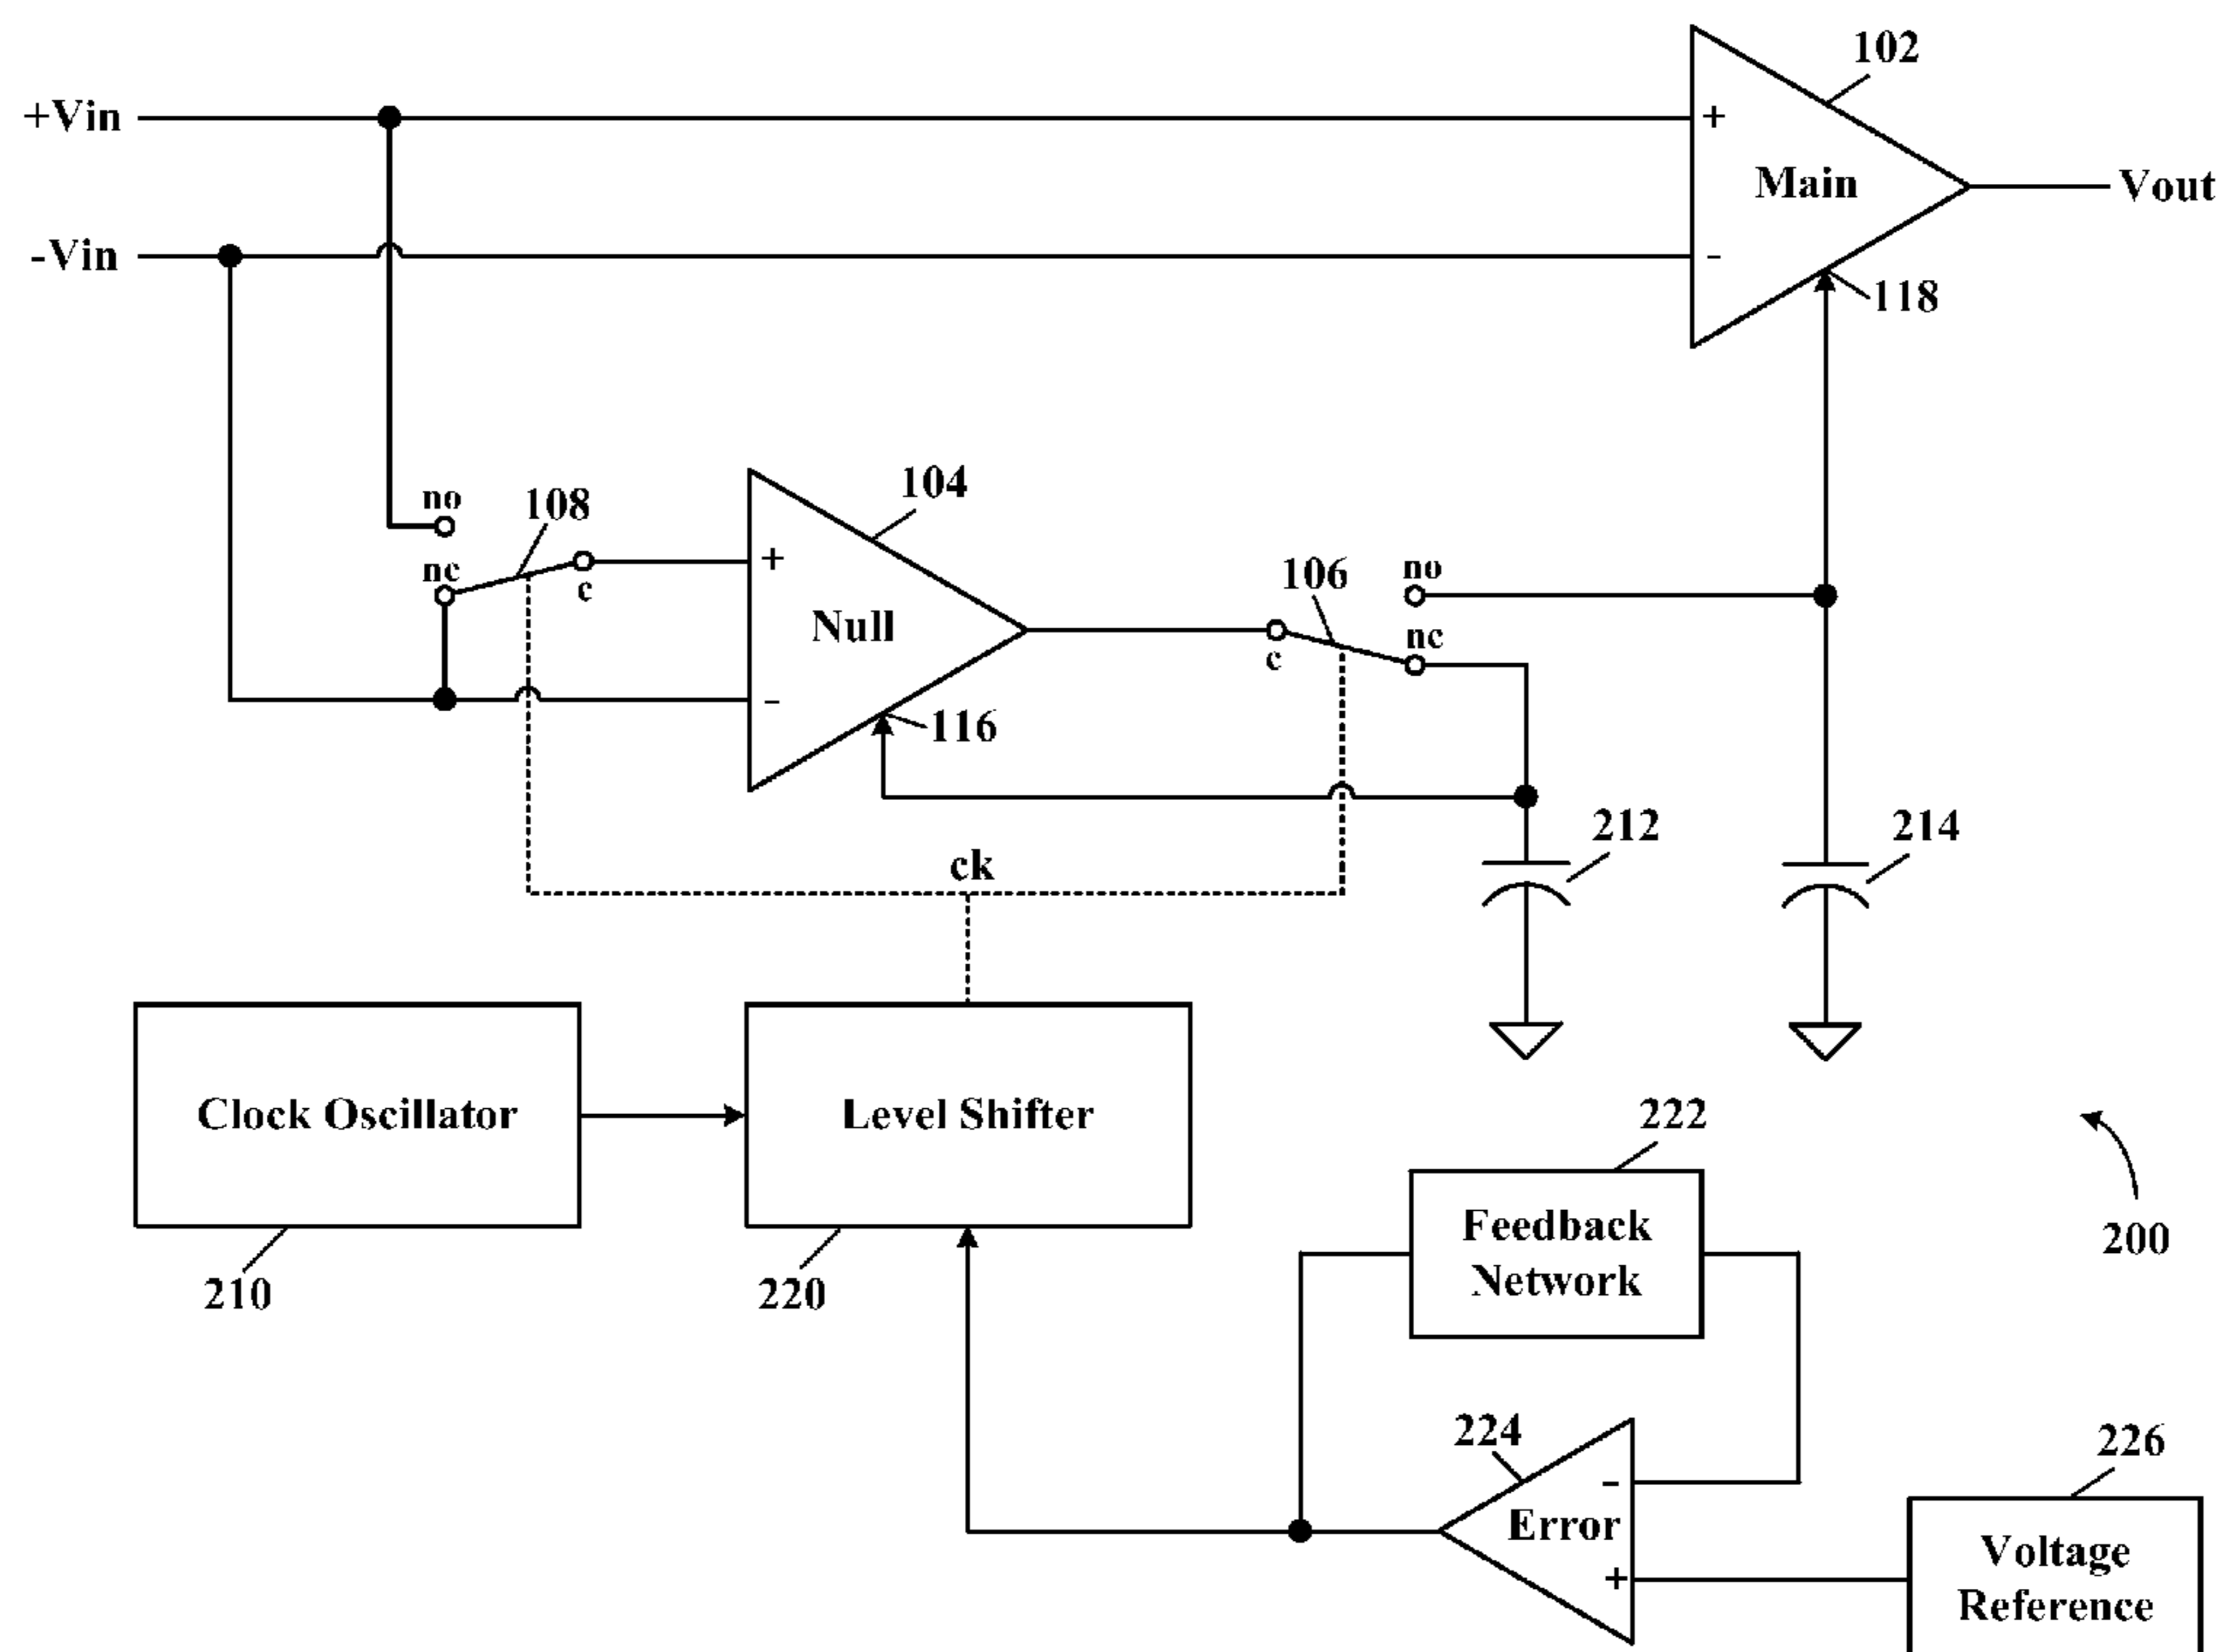 102
+Vin
+
Main
Vout
-Vin
-
118
104
no
108
nc
c
+
Null
106
no
c
nc
-
116
212
214
ck
Clock Oscillator
Level Shifter
222
Feedback
Network
200
210
220
224
226
-
Error
+
Voltage
Reference